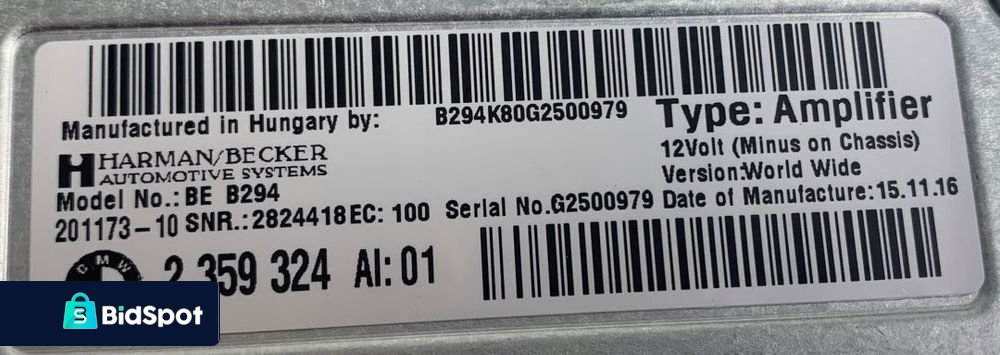 Manufactured in Hungary by:
B294K80G2500979
Type: Amplifier
HARMAN/BECKER
AUTOMOTIVE SYSTEMS
12Volt (Minus on Chassis)
Version:World Wide
Model No.: BE B294
201173-10 SNR.:2824418EC: 100 Serial No.G2500979 Date of Manufacture:15.11.16
BMW
2 359 324 AI: 01
BidSpot